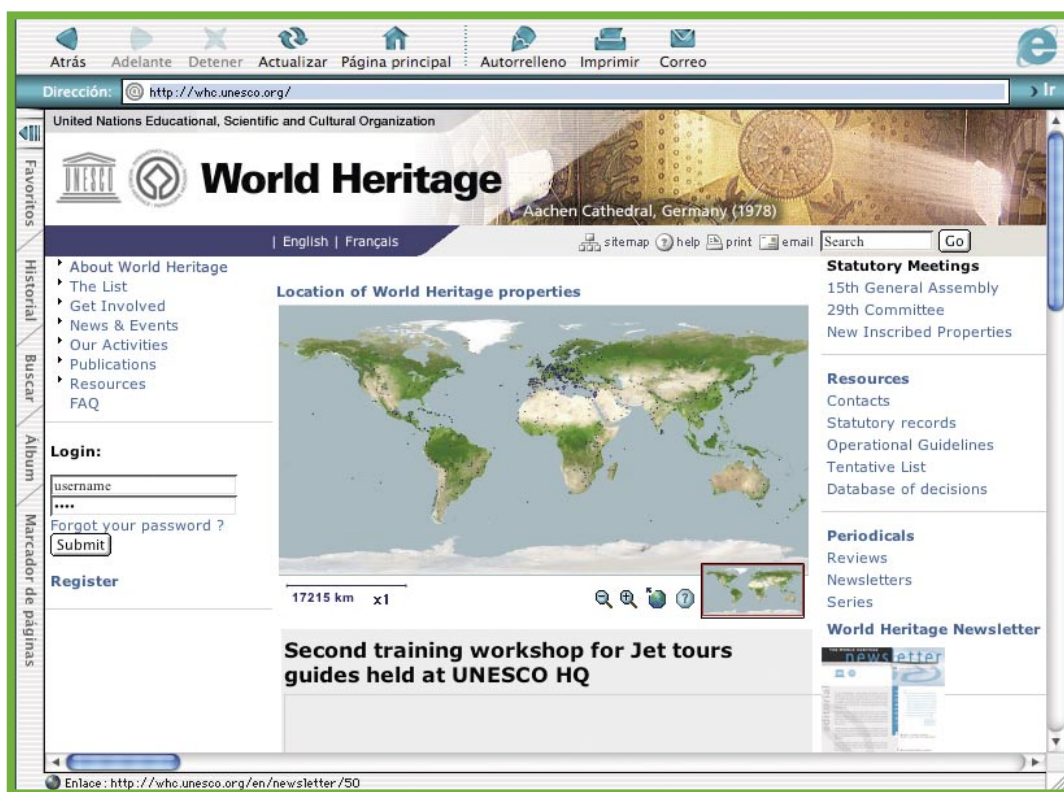 Atrás Adelante Detener Actualizar Página principal Autorrelleno Imprimir Correo
Dirección: http://whc.unesco.org/ Ir
Favoritos
Historial
Buscar
Álbum
Marcador de páginas
United Nations Educational, Scientific and Cultural Organization
UNESCO
World Heritage
Aachen Cathedral, Germany (1978)
| English | Français
sitemap help print email Search Go
About World Heritage
The List
Get Involved
News & Events
Our Activities
Publications
Resources
FAQ
Login:
username
••••
Forgot your password ?
Submit
Register
Location of World Heritage properties
17215 km x1
Second training workshop for Jet tours
guides held at UNESCO HQ
Statutory Meetings
15th General Assembly
29th Committee
New Inscribed Properties
Resources
Contacts
Statutory records
Operational Guidelines
Tentative List
Database of decisions
Periodicals
Reviews
Newsletters
Series
World Heritage Newsletter
newsletter
editorial
Enlace: http://whc.unesco.org/en/newsletter/50